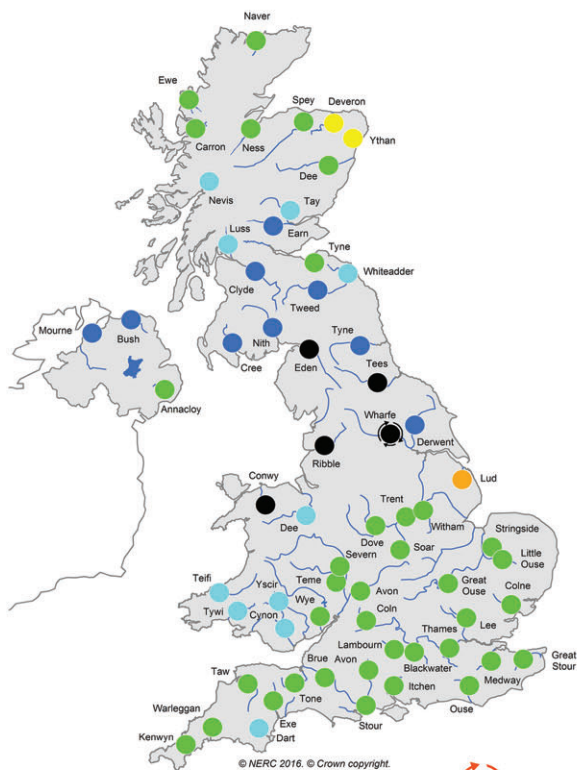 Naver
Ewe
Spey
Deveron
Carron
Ness
Ythan
Dee
Nevis
Tay
Luss
Earn
Tyne
Whiteadder
Clyde
Tweed
Mourne
Bush
Nith
Tyne
Cree
Eden
Tees
Annacloy
Wharfe
Derwent
Ribble
Conwy
Lud
Trent
Dee
Witham
Stringside
Dove
Soar
Severn
Little
Ouse
Teifi
Yscir
Teme
Great
Ouse
Colne
Wye
Avon
Tywi
Cynon
Coln
Thames
Lee
Lambourn
Brue
Avon
Blackwater
Great
Stour
Taw
Medway
Tone
Itchen
Warleggan
Exe
Stour
Ouse
Kenwyn
Dart
© NERC 2016. © Crown copyright.